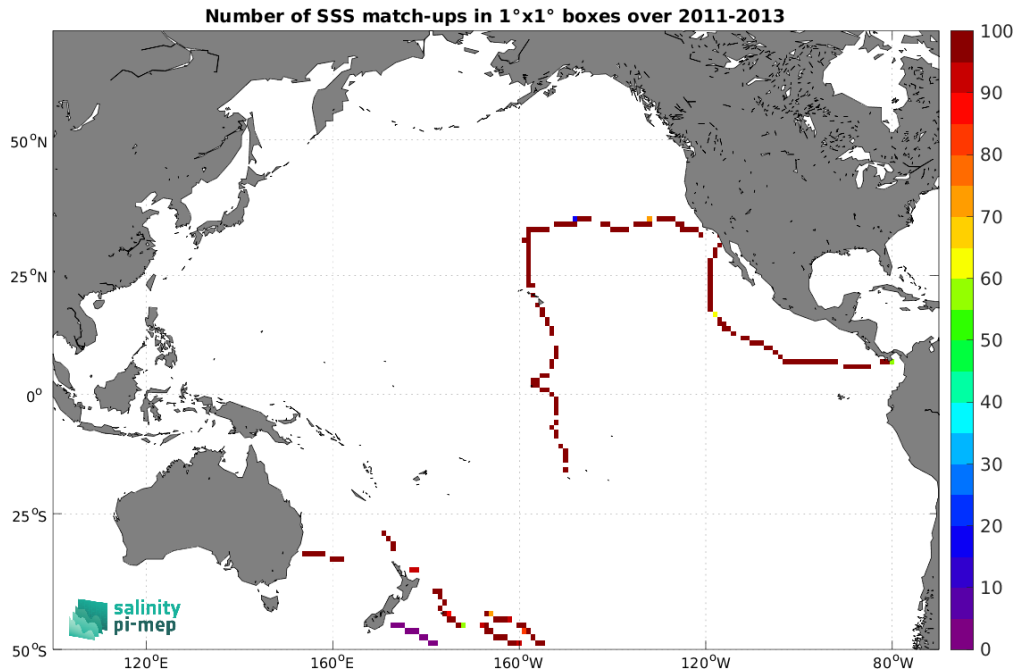 Number of SSS match-ups in 1°x1° boxes over 2011-2013
100
90
80
70
60
50
40
30
20
10
0
50°N
25°N
0°
25°S
50°S
120°E
160°E
160°W
120°W
80°W
salinity
pi-mep